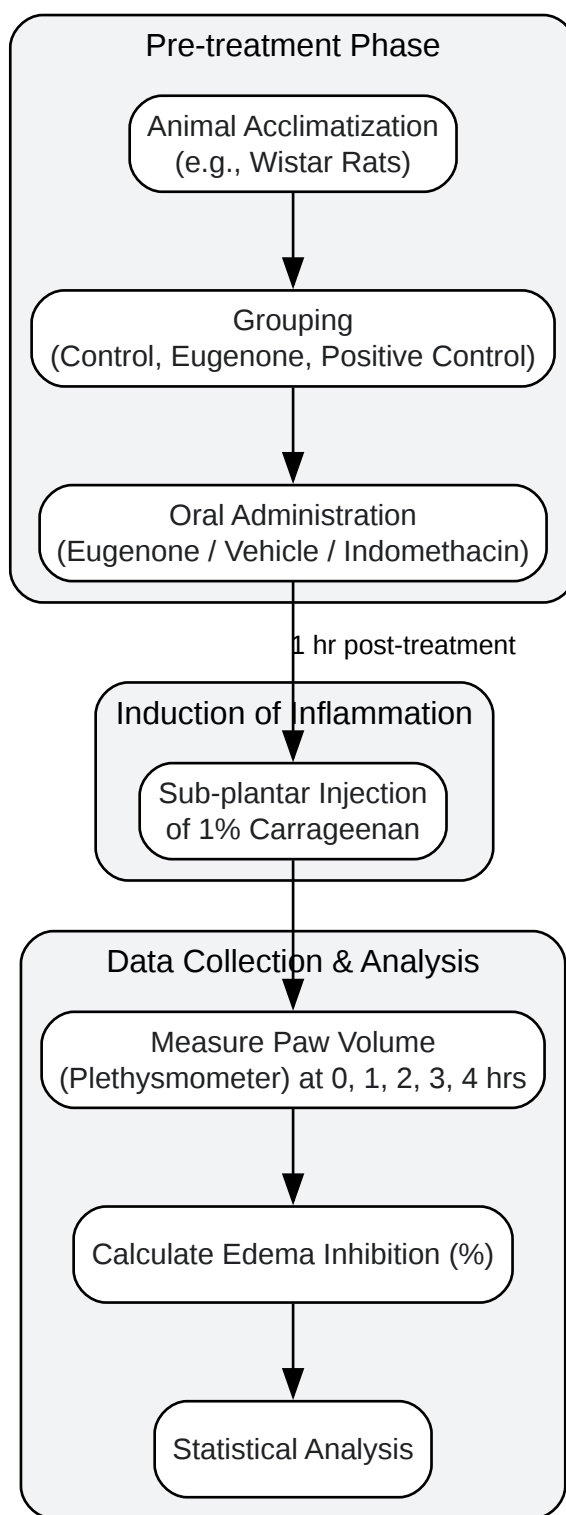 Pre-treatment Phase
Animal Acclimatization
(e.g., Wistar Rats)
Grouping
(Control, Eugenone, Positive Control)
Oral Administration
(Eugenone / Vehicle / Indomethacin)
1 hr post-treatment
Induction of Inflammation
Sub-plantar Injection
of 1% Carrageenan
Data Collection & Analysis
Measure Paw Volume
(Plethysmometer) at 0, 1, 2, 3, 4 hrs
Calculate Edema Inhibition (%)
Statistical Analysis